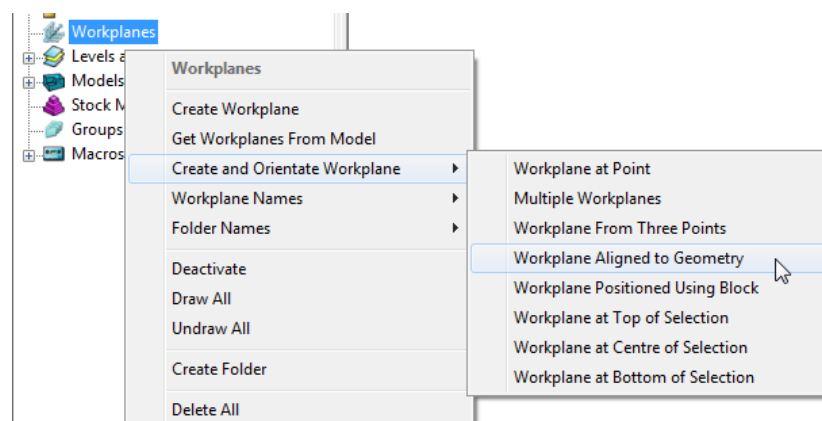 Workplanes
Levels a
Models
Stock M
Groups
Macros
Workplanes
Create Workplane
Get Workplanes From Model
Create and Orientate Workplane
Workplane Names
Folder Names
Deactivate
Draw All
Undraw All
Create Folder
Delete All
Workplane at Point
Multiple Workplanes
Workplane From Three Points
Workplane Aligned to Geometry
Workplane Positioned Using Block
Workplane at Top of Selection
Workplane at Centre of Selection
Workplane at Bottom of Selection